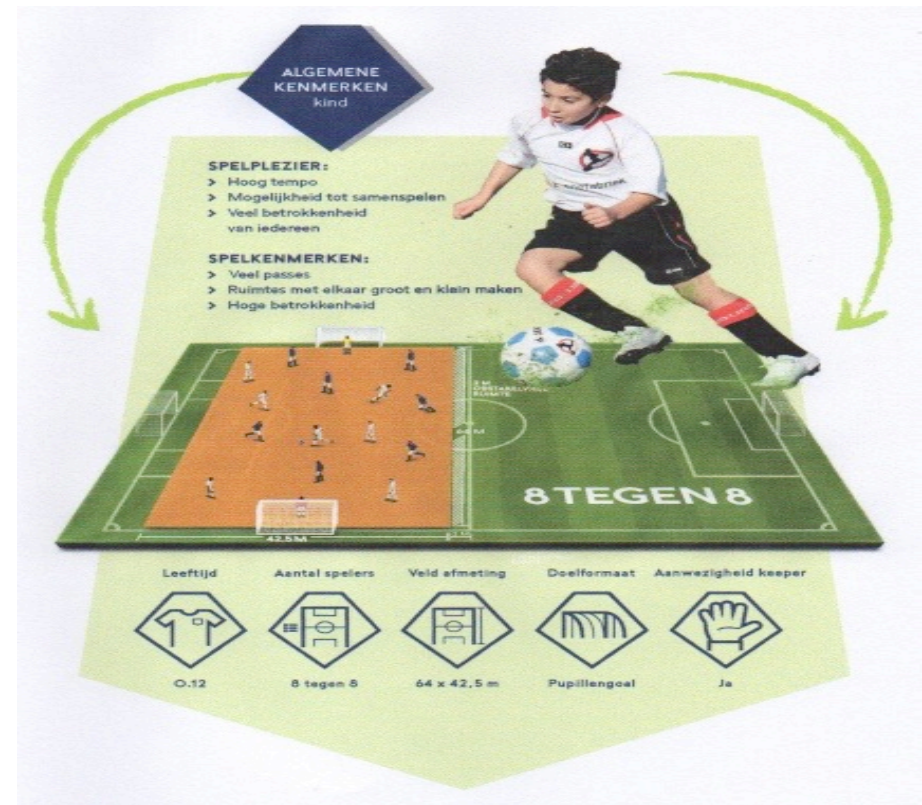 ALGEMENE
KENMERKEN
kind
SPELPLEZIER:
> Hoog tempo
> Mogelijkheid tot samenspelen
> Veel betrokkenheid
van iedereen
SPELKENMERKEN:
> Veel passes
> Ruimtes met elkaar groot en klein maken
> Hoge betrokkenheid
8 TEGEN 8
42,5 M
Leeftijd
Aantal spelers
Veld afmeting
Doelformaat
Aanwezigheid keeper
O.12
8 tegen 8
64 x 42,5 m
Pupillengoal
Ja